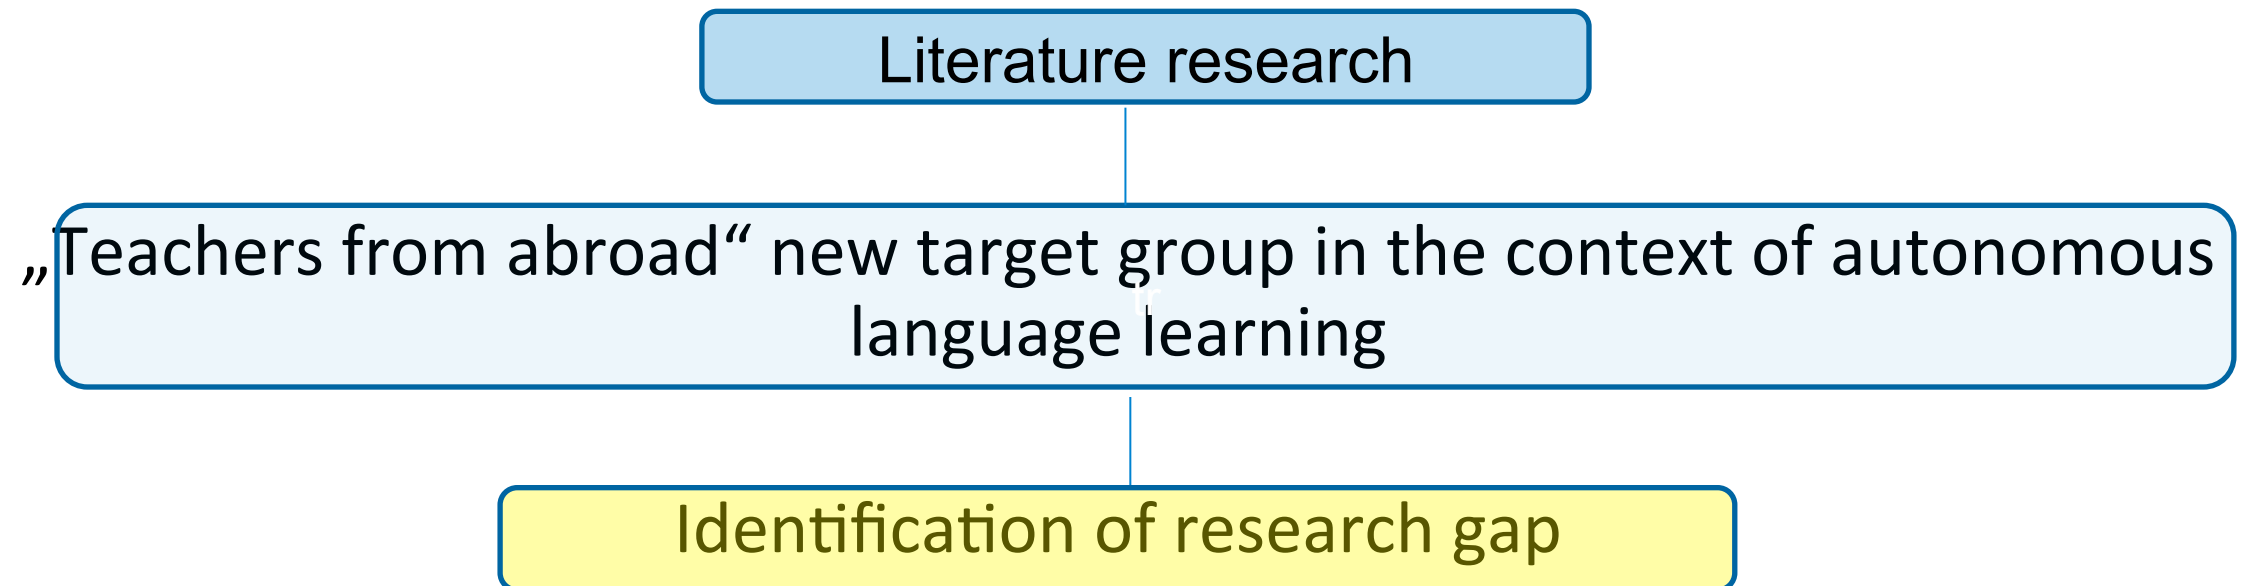 Literature research
„Teachers from abroad“ new target group in the context of autonomous
tr
language learning
Identification of research gap